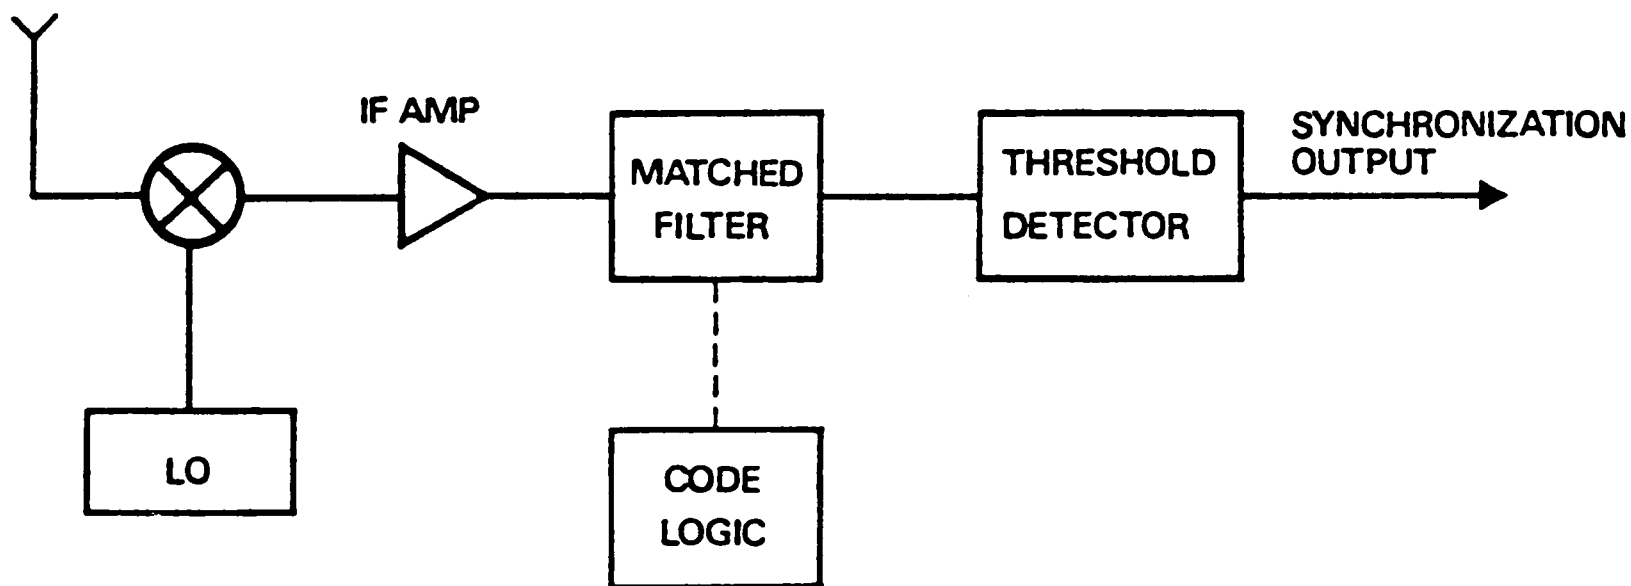 IF AMP
MATCHED
FILTER
THRESHOLD
DETECTOR
SYNCHRONIZATION
OUTPUT
LO
CODE
LOGIC